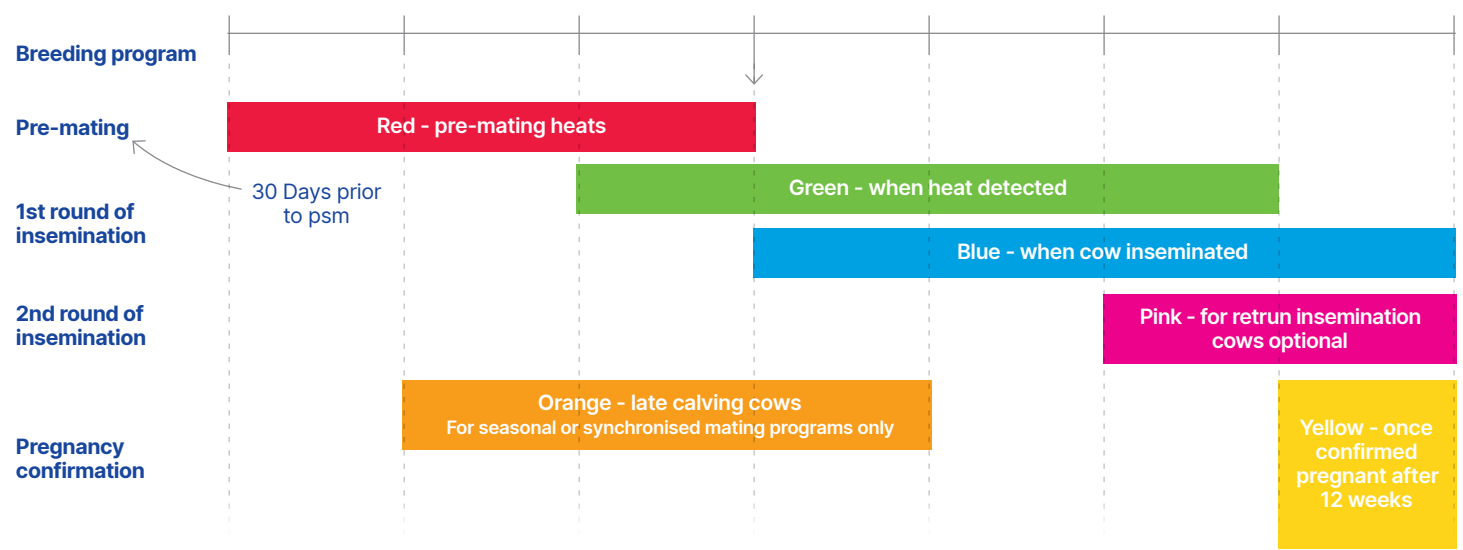 Breeding program
Pre-mating
Red - pre-mating heats
30 Days prior
to psm
Green - when heat detected
1st round of
insemination
Blue - when cow inseminated
2nd round of
insemination
Pink - for retrun insemination
cows optional
Orange - late calving cows
For seasonal or synchronised mating programs only
Pregnancy
confirmation
Yellow - once
confirmed
pregnant after
12 weeks